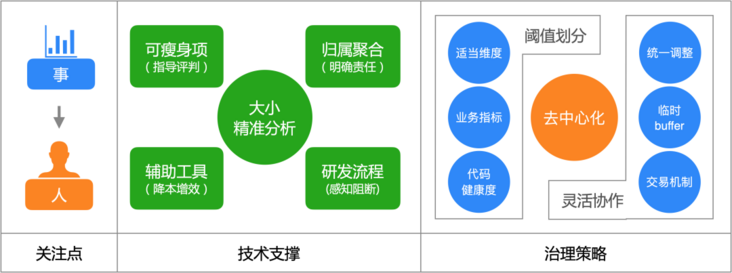 事
人
关注点
可瘦身项
（指导评判）
归属聚合
（明确责任）
大小
精准分析
辅助工具
（降本增效）
研发流程
(感知阻断)
技术支撑
阈值划分
适当维度
业务指标
代码
健康度
去中心化
统一调整
临时
buffer
交易机制
灵活协作
治理策略